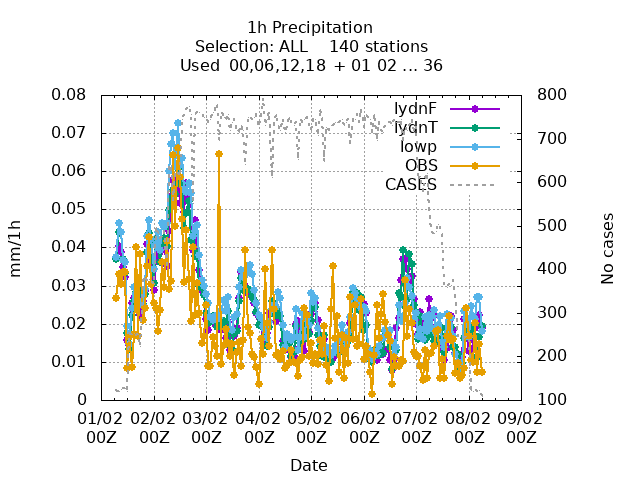 1h Precipitation
Selection: ALL    140 stations
Used  00,06,12,18 + 01 02 ... 36
0.08
0.07
0.06
0.05
0.04
0.03
0.02
0.01
0
800
700
600
500
400
300
200
100
mm/1h
No cases
lydnF
lydnT
lowp
OBS
CASES
01/02 02/02 03/02 04/02 05/02 06/02 07/02 08/02 09/02
00Z 00Z 00Z 00Z 00Z 00Z 00Z 00Z 00Z
Date